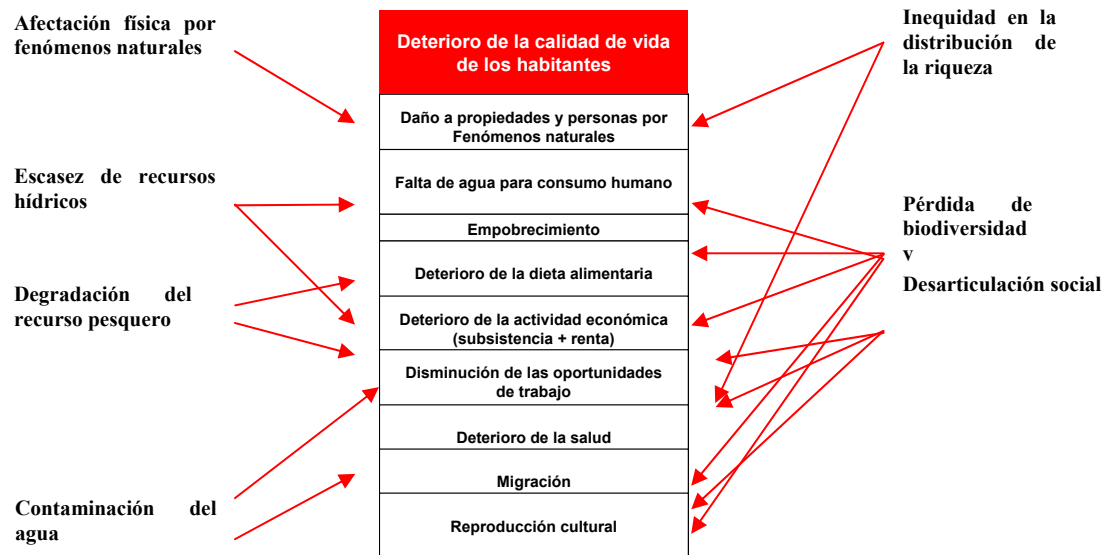 Afectación física por
fenómenos naturales
Escasez de recursos
hídricos
Degradación del
recurso pesquero
Contaminación del
agua
Deterioro de la calidad de vida
de los habitantes
Daño a propiedades y personas por
Fenómenos naturales
Falta de agua para consumo humano
Empobrecimiento
Deterioro de la dieta alimentaria
Deterioro de la actividad económica
(subsistencia + renta)
Disminución de las oportunidades
de trabajo
Deterioro de la salud
Migración
Reproducción cultural
Inequidad en la
distribución de
la riqueza
Pérdida de
biodiversidad
v
Desarticulación social